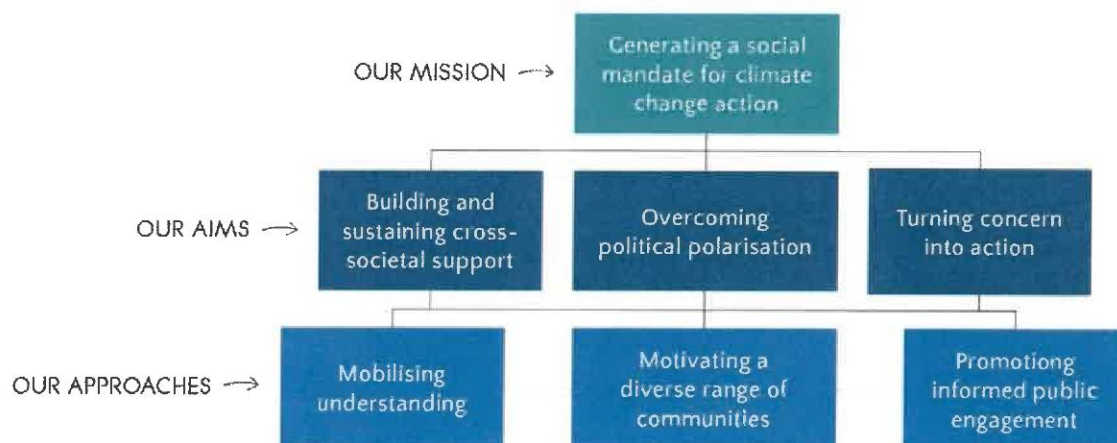 OUR MISSION →
Generating a social
mandate for climate
change action
OUR AIMS →
Building and
sustaining cross-
societal support
Overcoming
political polarisation
Turning concern
into action
OUR APPROACHES →
Mobilising
understanding
Motivating a
diverse range of
communities
Promotiong
informed public
engagement